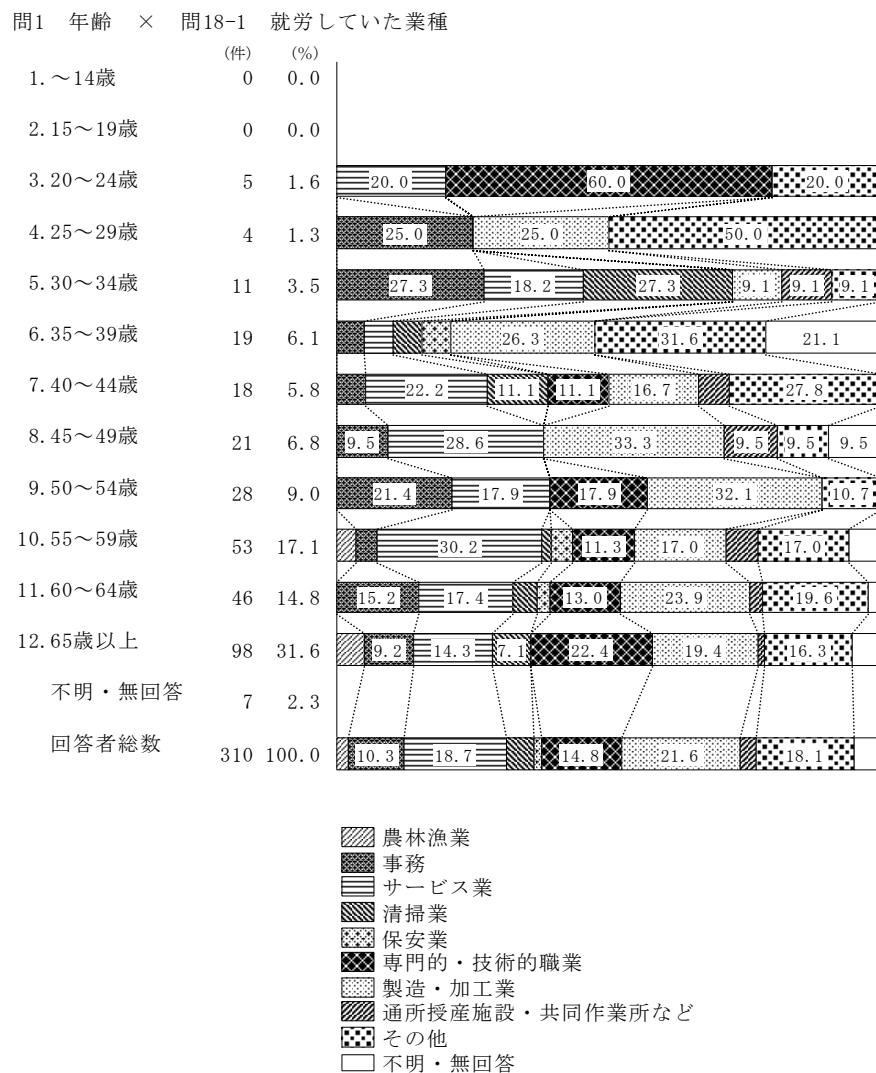 問1　年齢　×　問18-1　就労していた業種
(件) (%)
1.～14歳 0 0.0
2.15～19歳 0 0.0
3.20～24歳 5 1.6 20.0 60.0 20.0
4.25～29歳 4 1.3 25.0 25.0 50.0
5.30～34歳 11 3.5 27.3 18.2 27.3 9.1 9.1 9.1
6.35～39歳 19 6.1 26.3 31.6 21.1
7.40～44歳 18 5.8 22.2 11.1 11.1 16.7 27.8
8.45～49歳 21 6.8 9.5 28.6 33.3 9.5 9.5 9.5
9.50～54歳 28 9.0 21.4 17.9 17.9 32.1 10.7
10.55～59歳 53 17.1 30.2 11.3 17.0 17.0
11.60～64歳 46 14.8 15.2 17.4 13.0 23.9 19.6
12.65歳以上 98 31.6 9.2 14.3 7.1 22.4 19.4 16.3
不明・無回答 7 2.3
回答者総数 310 100.0 10.3 18.7 14.8 21.6 18.1
農林漁業
事務
サービス業
清掃業
保安業
専門的・技術的職業
製造・加工業
通所授産施設・共同作業所など
その他
不明・無回答